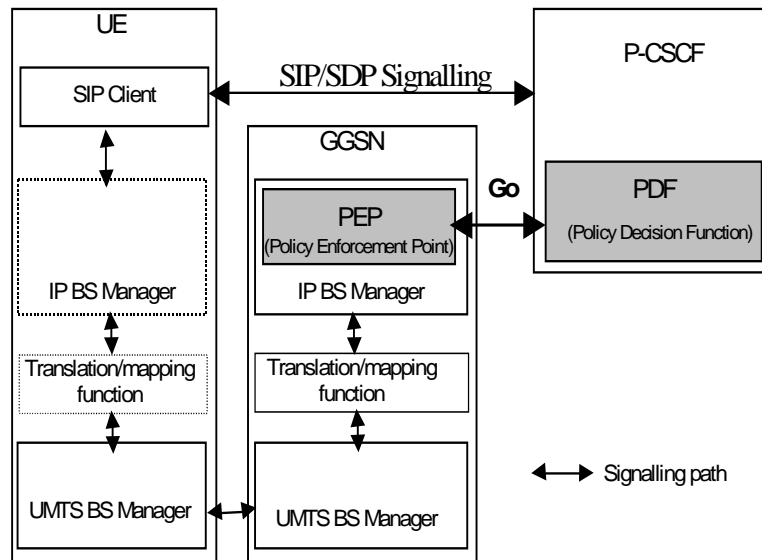 UE
SIP Client
IP BS Manager
Translation/mapping
function
UMTS BS Manager
SIP/SDP Signalling
GGSN
PEP
(Policy Enforcement Point)
IP BS Manager
Translation/mapping
function
UMTS BS Manager
Go
P-CSCF
PDF
(Policy Decision Function)
Signalling path